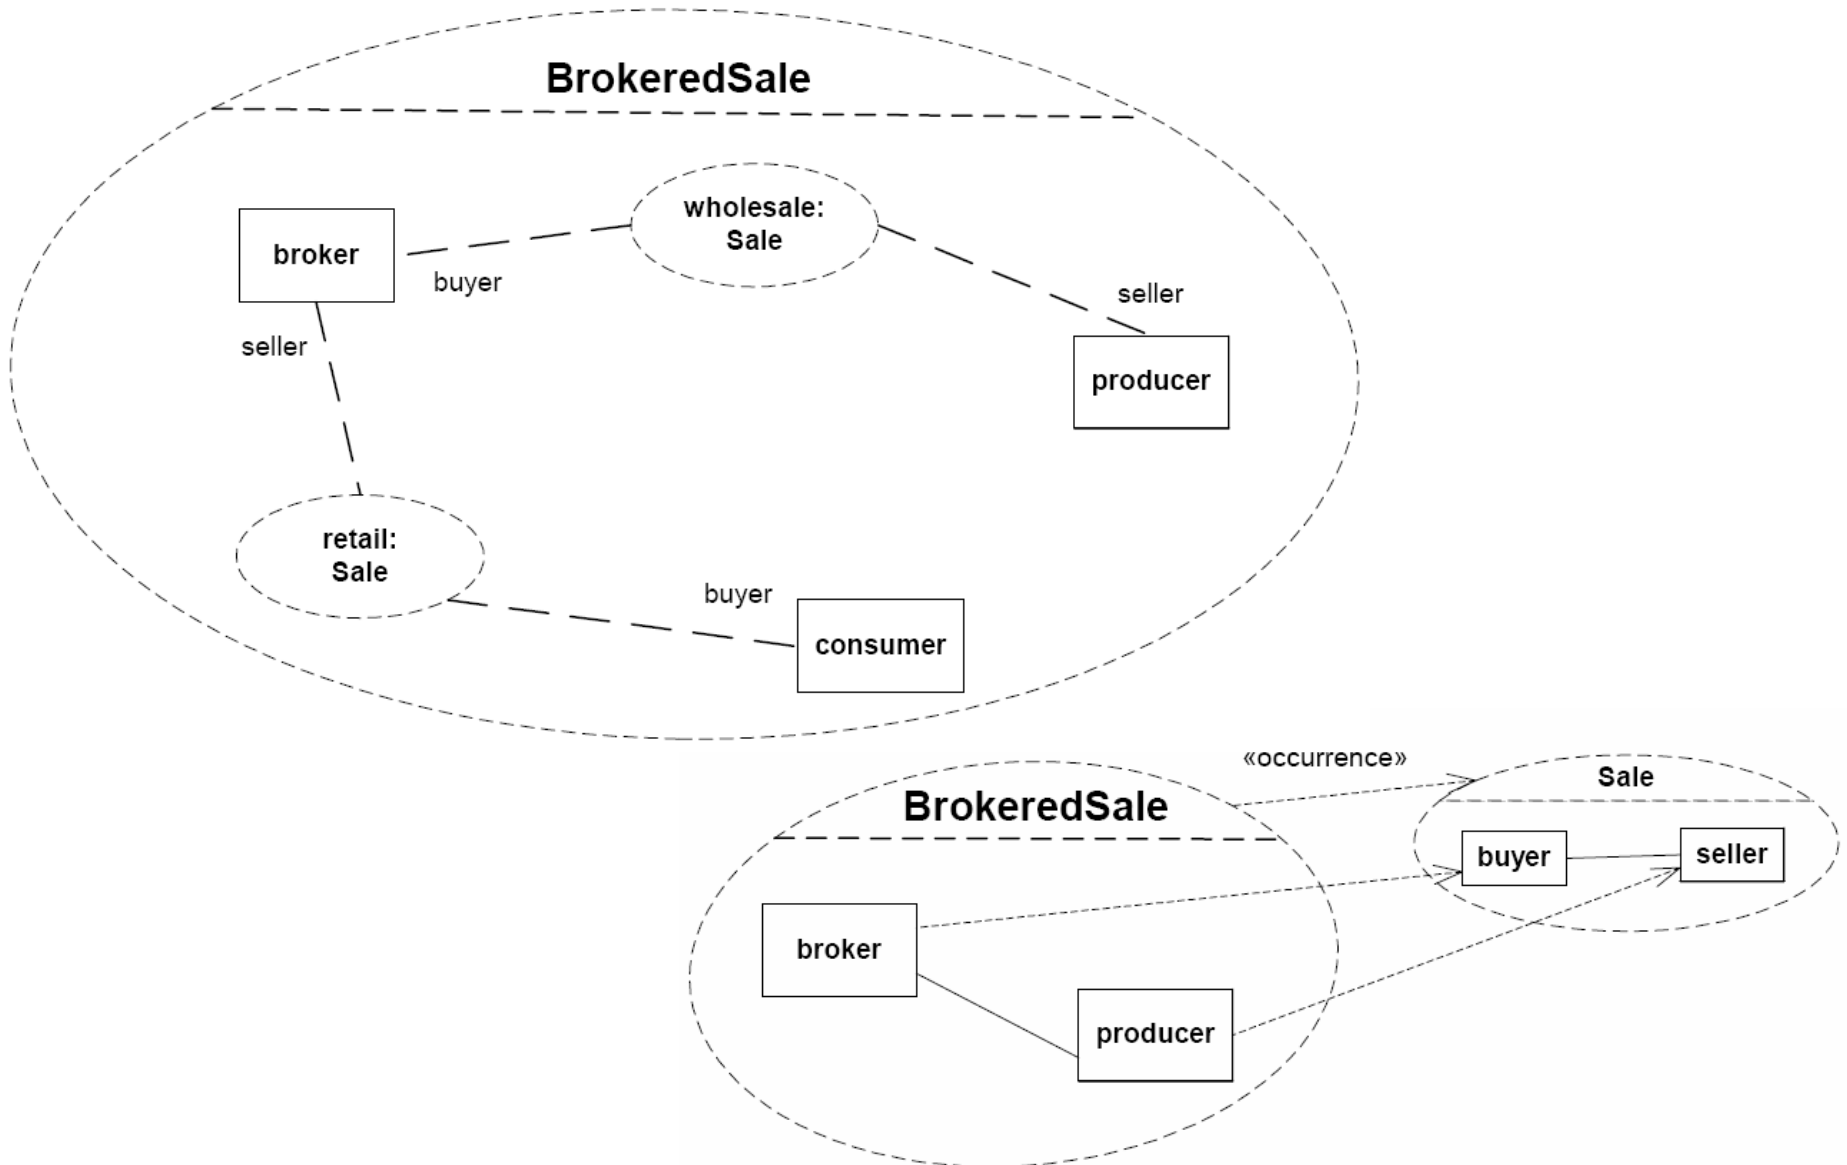 BrokeredSale
wholesale:
Sale
broker
buyer
seller
seller
producer
retail:
Sale
buyer
consumer
«occurrence»
Sale
BrokeredSale
buyer
seller
broker
producer